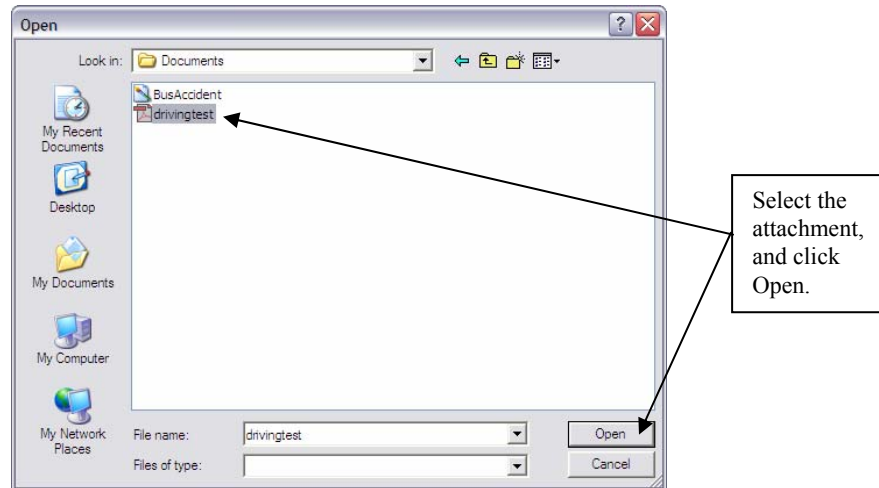 Open
Look in:
Documents
BusAccident
drivingtest
My Recent
Documents
Desktop
My Documents
My Computer
My Network
Places
File name:
drivingtest
Open
Files of type:
Cancel
Select the
attachment,
and click
Open.